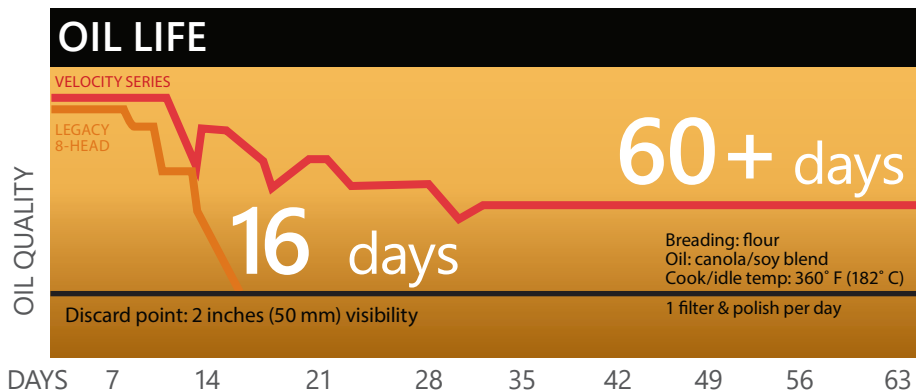 OIL LIFE
VELOCITY SERIES
LEGACY
8-HEAD
60+ days
16 days
Breading: flour
Oil: canola/soy blend
Cook/idle temp: 360˚ F (182˚ C)
1 filter & polish per day
Discard point: 2 inches (50 mm) visibility
OIL QUALITY
DAYS 7 14 21 28 35 42 49 56 63